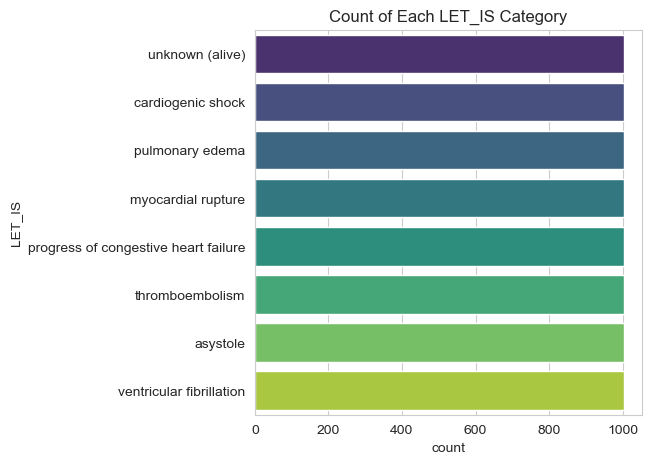 Count of Each LET_IS Category
unknown (alive)
cardiogenic shock
pulmonary edema
myocardial rupture
progress of congestive heart failure
thromboembolism
asystole
ventricular fibrillation
LET_IS
0 200 400 600 800 1000
count